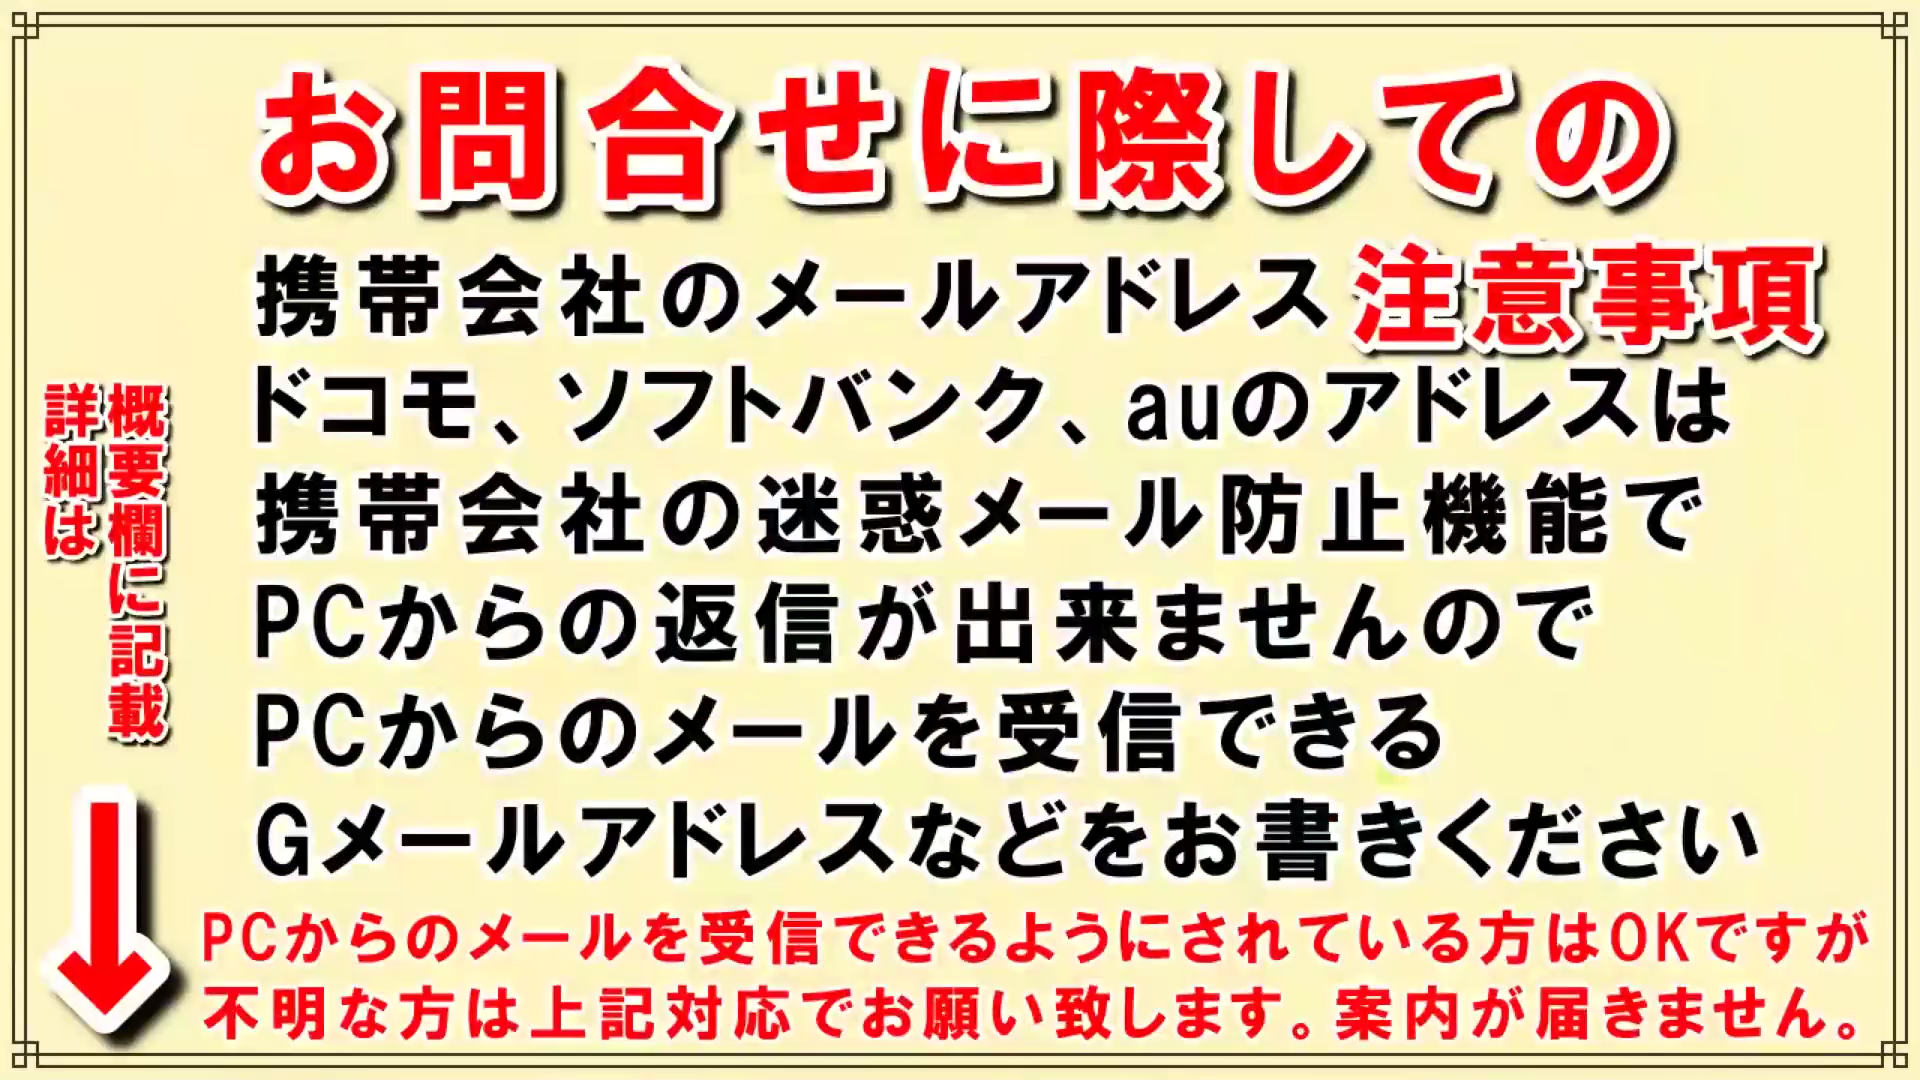 お問合せに際しての
注意事項
携帯会社のメールアドレス
ドコモ、ソフトバンク、auのアドレスは
携帯会社の迷惑メール防止機能で
PCからの返信が出来ませんので
PCからのメールを受信できる
Gメールアドレスなどをお書きください
PCからのメールを受信できるようにされている方はOKですが
不明な方は上記対応でお願い致します。案内が届きません。
詳細は
概要欄に記載